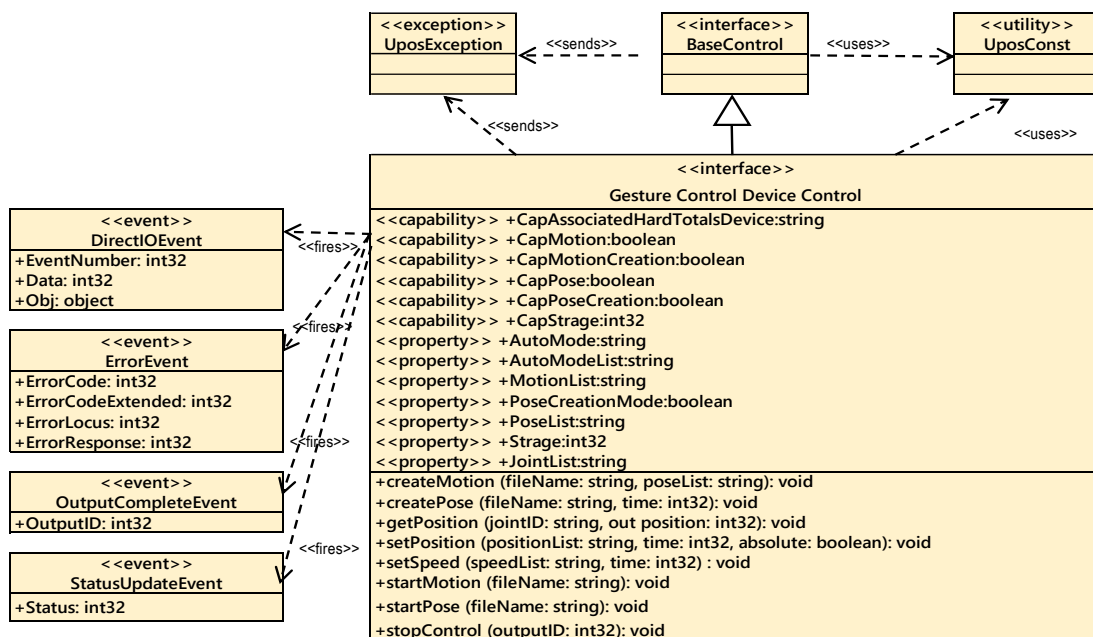 <<exception>>
UposException
<<sends>>
<<interface>>
BaseControl
<<uses>>
<<utility>>
UposConst
<<sends>>
<<uses>>
<<interface>>
Gesture Control Device Control
<<capability>> +CapAssociatedHardTotalsDevice:string
<<capability>> +CapMotion:boolean
<<capability>> +CapMotionCreation:boolean
<<capability>> +CapPose:boolean
<<capability>> +CapPoseCreation:boolean
<<capability>> +CapStrage:int32
<<property>> +AutoMode:string
<<property>> +AutoModeList:string
<<property>> +MotionList:string
<<property>> +PoseCreationMode:boolean
<<property>> +PoseList:string
<<property>> +Strage:int32
<<property>> +JointList:string
+createMotion (fileName: string, poseList: string): void
+createPose (fileName: string, time: int32): void
+getPosition (jointID: string, out position: int32): void
+setPosition (positionList: string, time: int32, absolute: boolean): void
+setSpeed (speedList: string, time: int32) : void
+startMotion (fileName: string): void
+startPose (fileName: string): void
+stopControl (outputID: int32): void
<<event>>
DirectIOEvent
+EventNumber: int32
+Data: int32
+Obj: object
<<fires>>
<<event>>
ErrorEvent
+ErrorCode: int32
+ErrorCodeExtended: int32
+ErrorLocus: int32
+ErrorResponse: int32
<<fires>>
<<event>>
OutputCompleteEvent
+OutputID: int32
<<fires>>
<<event>>
StatusUpdateEvent
+Status: int32
<<fires>>